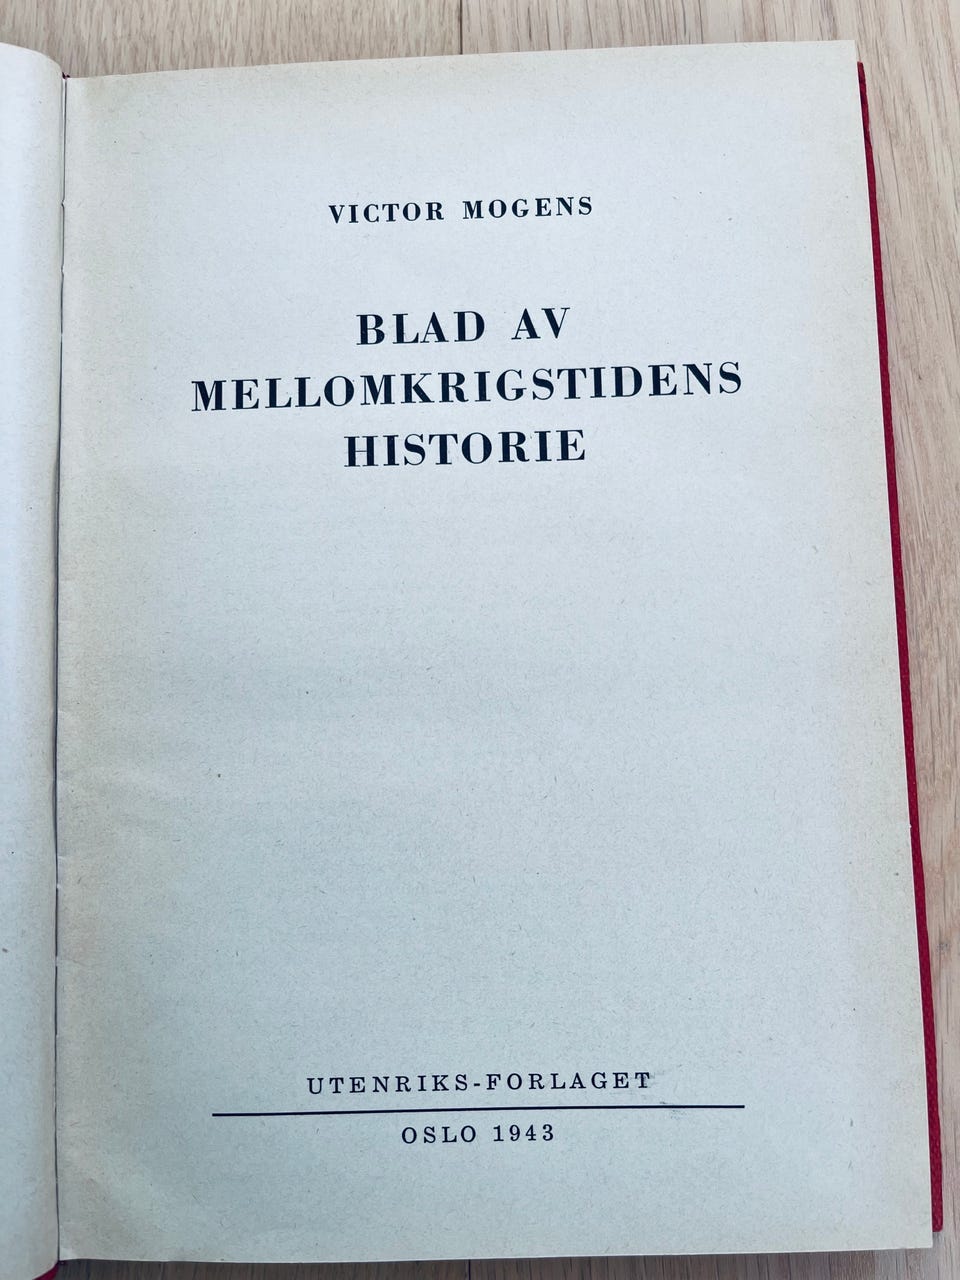 VICTOR MOGENS
BLAD AV
MELLOMKRIGSTIDENS
HISTORIE
UTENRIKS-FORLAGET
OSLO 1943